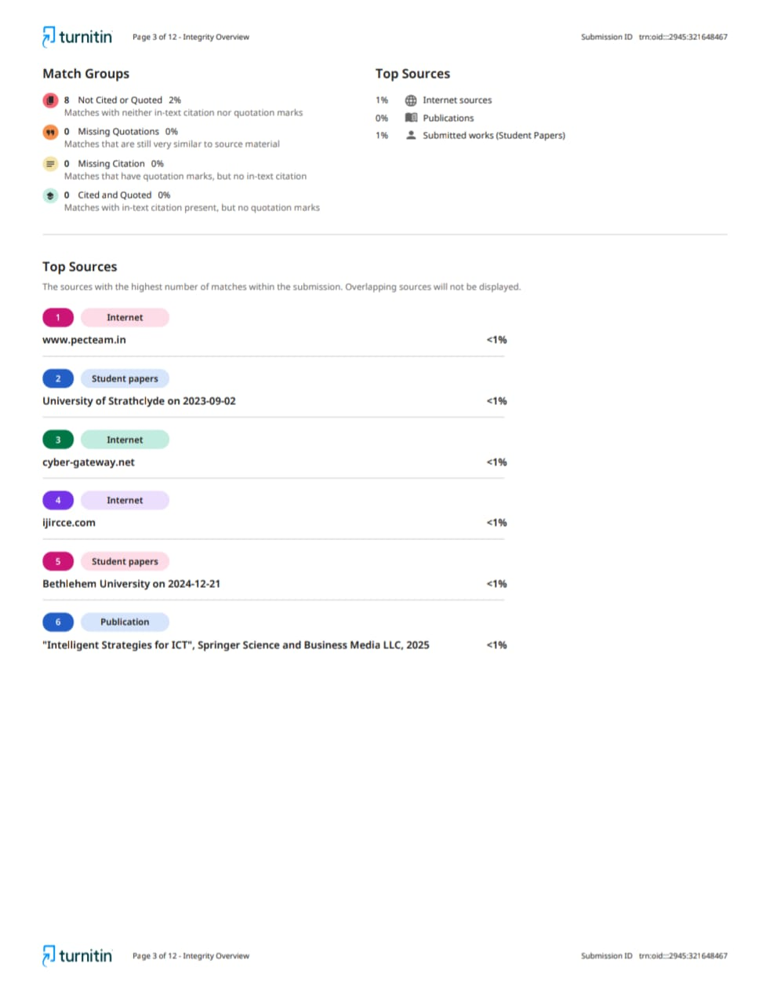 turnitin Page 3 of 12 - Integrity Overview Submission ID trn:oid:::2945:321648467
Match Groups
8 Not Cited or Quoted 2%
Matches with neither in-text citation nor quotation marks
0 Missing Quotations 0%
Matches that are still very similar to source material
0 Missing Citation 0%
Matches that have quotation marks, but no in-text citation
0 Cited and Quoted 0%
Matches with in-text citation present, but no quotation marks
Top Sources
1% Internet sources
0% Publications
1% Submitted works (Student Papers)
Top Sources
The sources with the highest number of matches within the submission. Overlapping sources will not be displayed.
1 Internet
www.pecteam.in <1%
2 Student papers
University of Strathclyde on 2023-09-02 <1%
3 Internet
cyber-gateway.net <1%
4 Internet
ijircce.com <1%
5 Student papers
Bethlehem University on 2024-12-21 <1%
6 Publication
"Intelligent Strategies for ICT", Springer Science and Business Media LLC, 2025 <1%
turnitin Page 3 of 12 - Integrity Overview Submission ID trn:oid:::2945:321648467